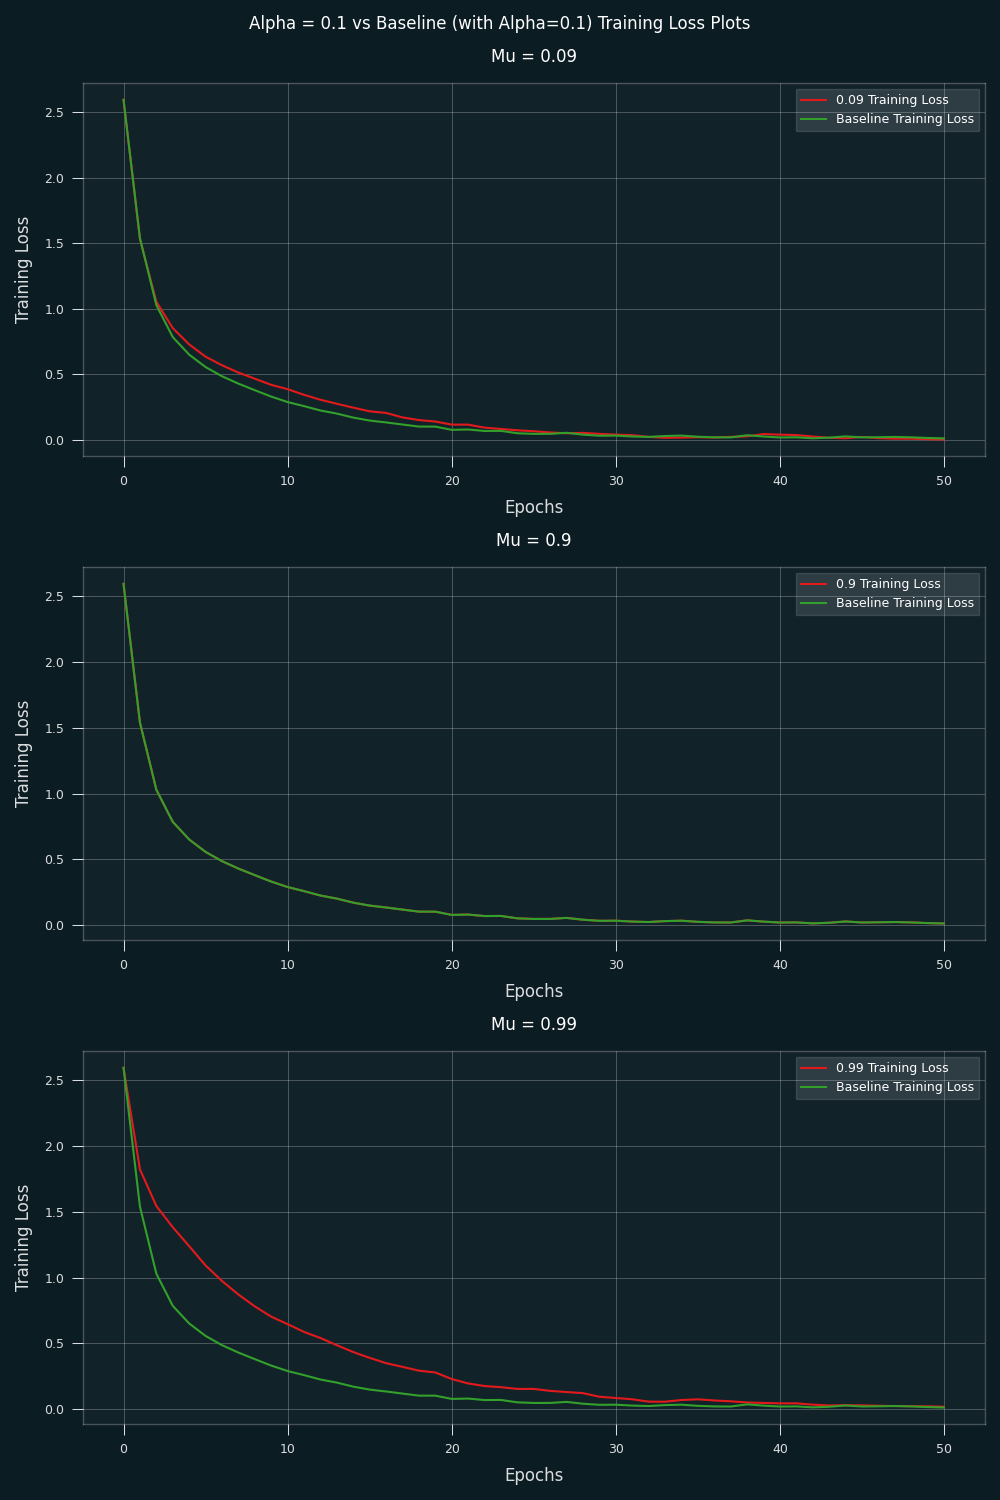 Alpha = 0.1 vs Baseline (with Alpha=0.1) Training Loss Plots
Mu = 0.09
0.09 Training Loss
Baseline Training Loss
2.5
2.0
1.5
1.0
0.5
0.0
Training Loss
0 10 20 30 40 50
Epochs
Mu = 0.9
0.9 Training Loss
Baseline Training Loss
2.5
2.0
1.5
1.0
0.5
0.0
Training Loss
0 10 20 30 40 50
Epochs
Mu = 0.99
0.99 Training Loss
Baseline Training Loss
2.5
2.0
1.5
1.0
0.5
0.0
Training Loss
0 10 20 30 40 50
Epochs